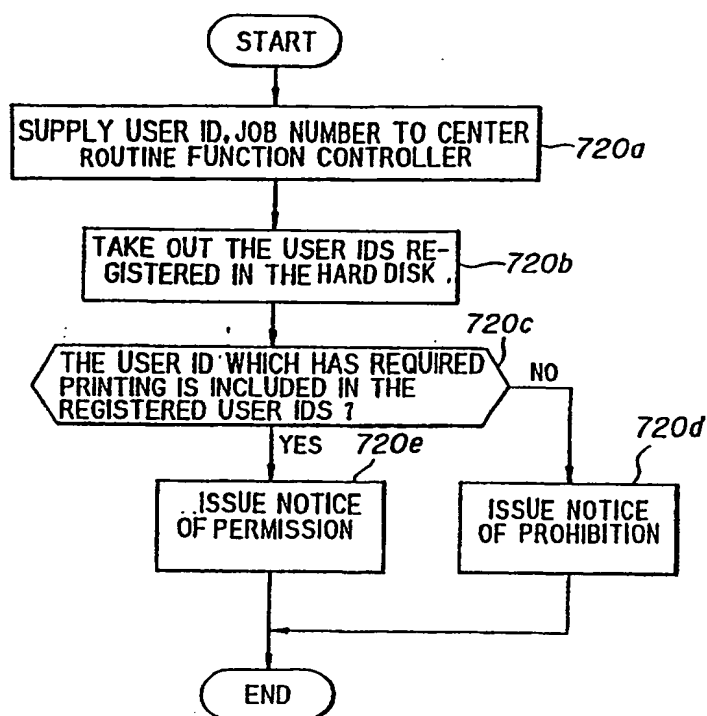 START
SUPPLY USER ID, JOB NUMBER TO CENTER
ROUTINE FUNCTION CONTROLLER
720a
TAKE OUT THE USER IDS RE-
GISTERED IN THE HARD DISK.
720b
720c
THE USER ID WHICH HAS REQUIRED
PRINTING IS INCLUDED IN THE
REGISTERED USER IDS ?
NO
YES
720e
720d
ISSUE NOTICE
OF PERMISSION
ISSUE NOTICE
OF PROHIBITION
END